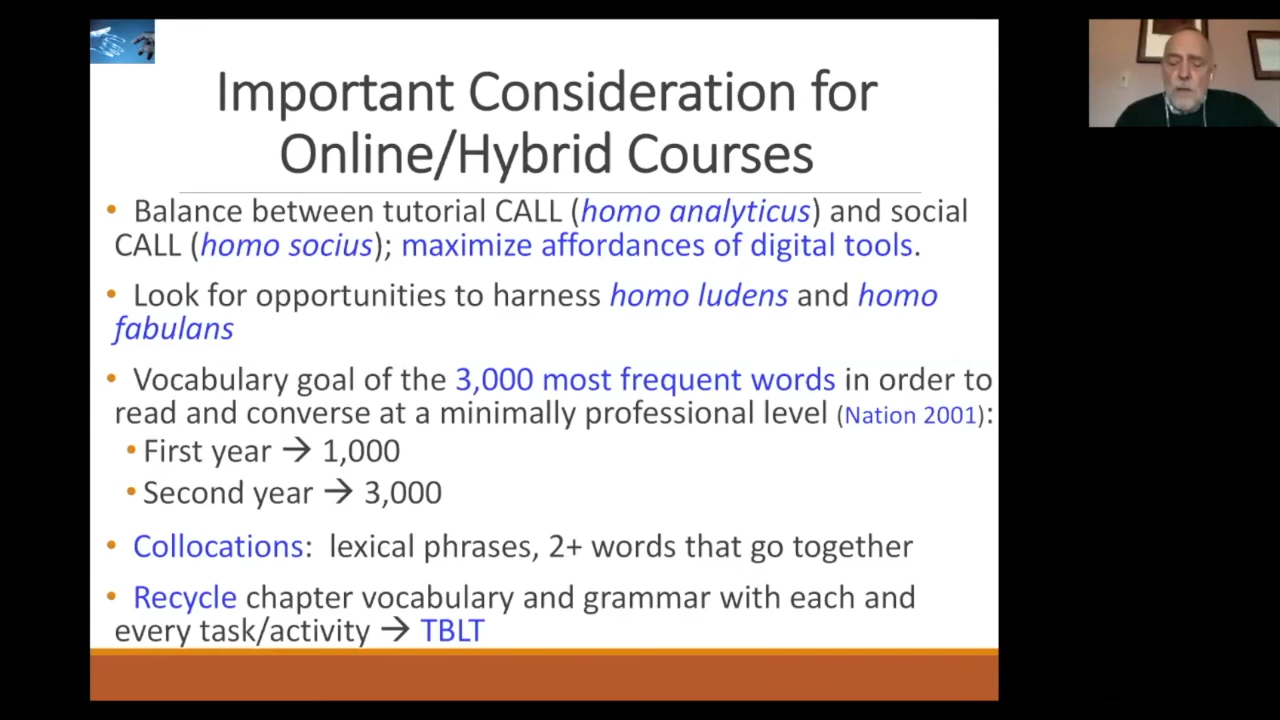 Important Consideration for
Online/Hybrid Courses
• Balance between tutorial CALL (homo analyticus) and social
CALL (homo socius); maximize affordances of digital tools.
• Look for opportunities to harness homo ludens and homo
fabulans
• Vocabulary goal of the 3,000 most frequent words in order to
read and converse at a minimally professional level (Nation 2001):
• First year → 1,000
• Second year → 3,000
• Collocations: lexical phrases, 2+ words that go together
• Recycle chapter vocabulary and grammar with each and
every task/activity → TBLT